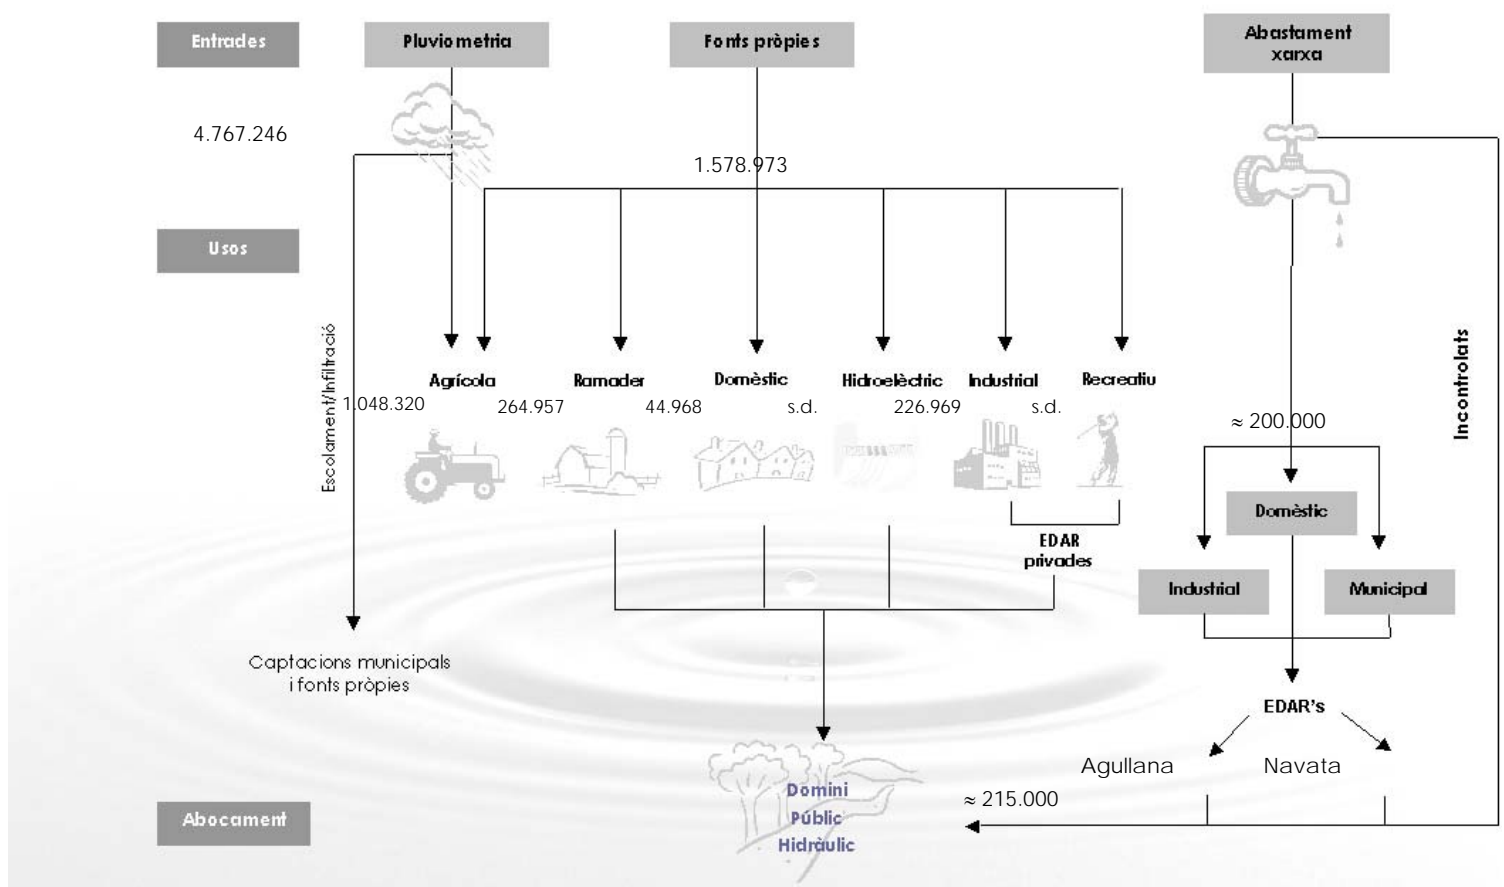 Entrades
Pluviometria
Fonts pròpies
Abastament
xarxa
4.767.246
1.578.973
Usos
Escolament/Infiltració
Agrícola
Ramader
Domèstic
Hidroelèctric
Industrial
Recreatiu
1.048.320
264.957
44.968
s.d.
226.969
s.d.
≈ 200.000
Incontrolats
Domèstic
EDAR
privades
Industrial
Municipal
Captacions municipals
i fonts pròpies
EDAR's
Agullana
Navata
Domini
Públic
Hidràulic
≈ 215.000
Abocament